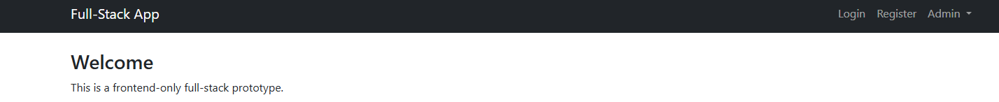 Full-Stack App Login Register Admin
Welcome
This is a frontend-only full-stack prototype.